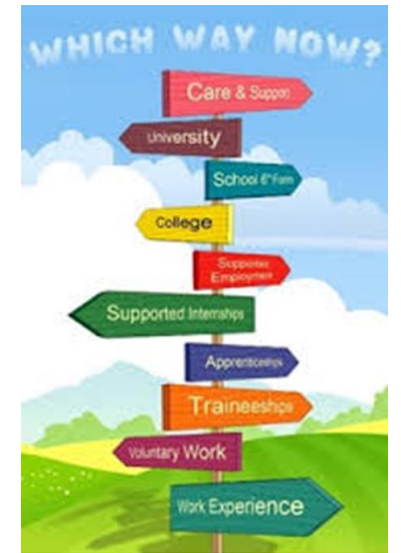 WHICH WAY NOW?
Care & Support
University
School 6th Form
College
Supported
Employment
Supported Internships
Apprenticeships
Traineeships
Voluntary Work
Work Experience